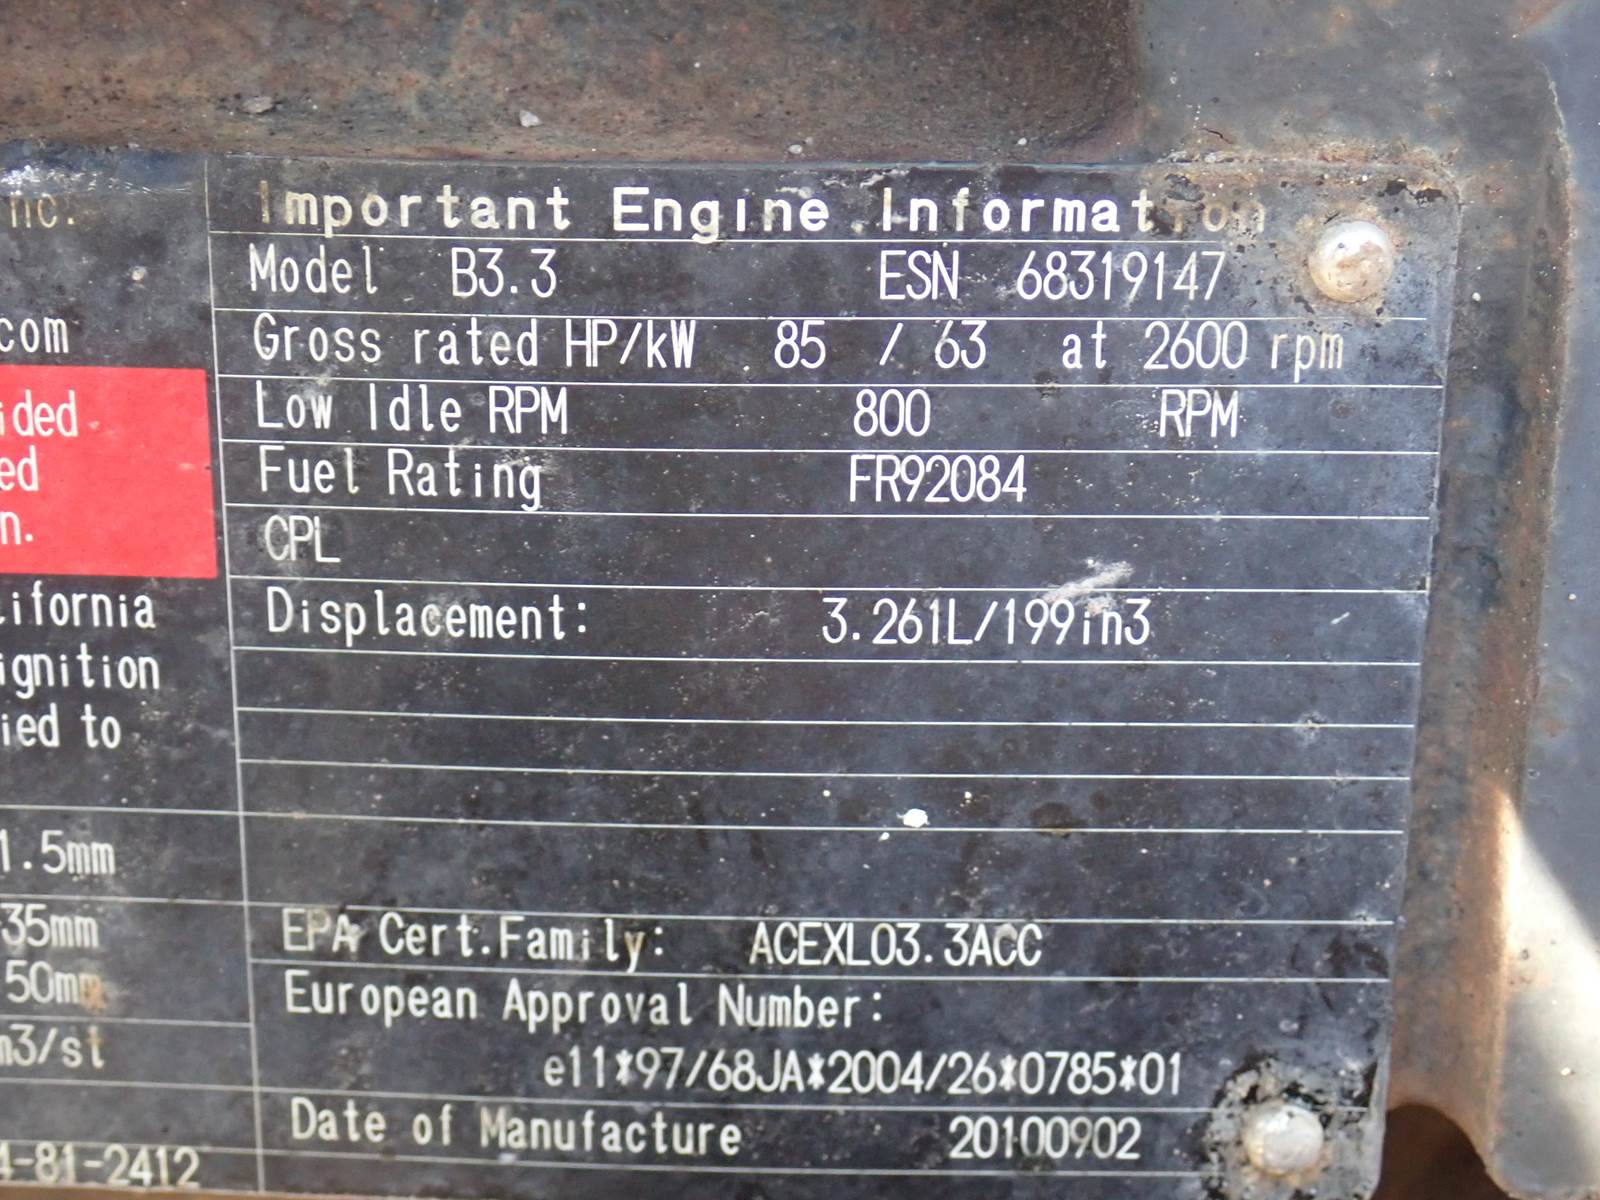 nc.
com
ided
ed
n.
lifornia
ignition
ied to
1.5mm
35mm
50mm
m3/st
4-81-2412
Important Engine Information
Model B3.3 ESN 68319147
Gross rated HP/kW 85 / 63 at 2600 rpm
Low Idle RPM 800 RPM
Fuel Rating FR92084
CPL
Displacement: 3.261L/199in3
EPA Cert.Family: ACEXL03.3ACC
European Approval Number:
e11*97/68JA*2004/26*0785*01
Date of Manufacture 20100902